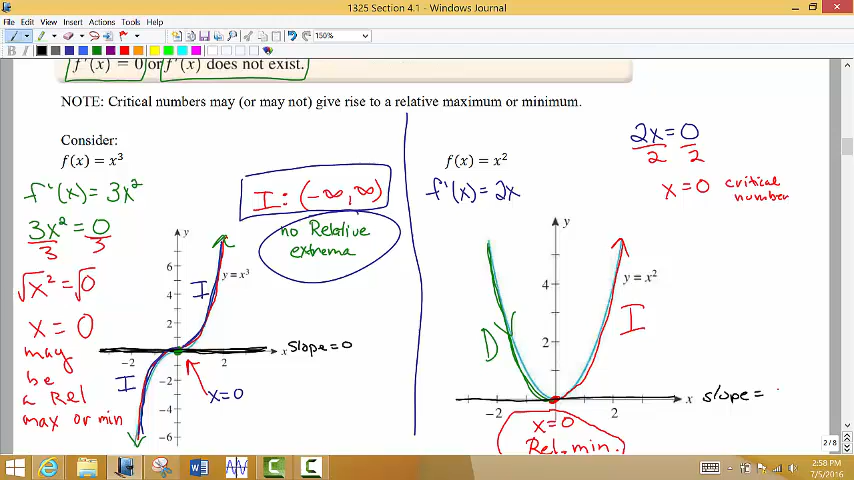 1325 Section 4.1 - Windows Journal
File Edit View Insert Actions Tools Help
150%
B I
f'(x) = 0 or f'(x) does not exist.
NOTE: Critical numbers may (or may not) give rise to a relative maximum or minimum.
Consider:
f(x) = x³
f'(x) = 3x²
3x² = 0
3 3
√x² = √0
x = 0
may
be
a Rel
max or min
I: (-∞,∞)
no Relative
extrema
y
6
4
2
-2
-4
-6
-2 2
x
y = x³
I
I
slope = 0
x=0
f(x) = x²
f'(x) = 2x
2x = 0
2 2
x = 0 critical
number
y
4
2
-2 2
x
y = x²
D
I
slope =
x=0
Rel. min
2/8
2:58 PM
7/5/2016